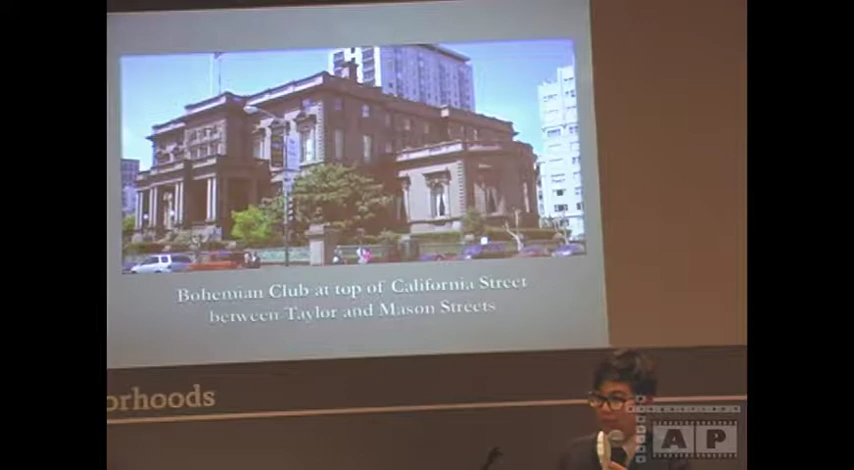 Bohemian Club at top of California Street
between Taylor and Mason Streets
orhoods
AP